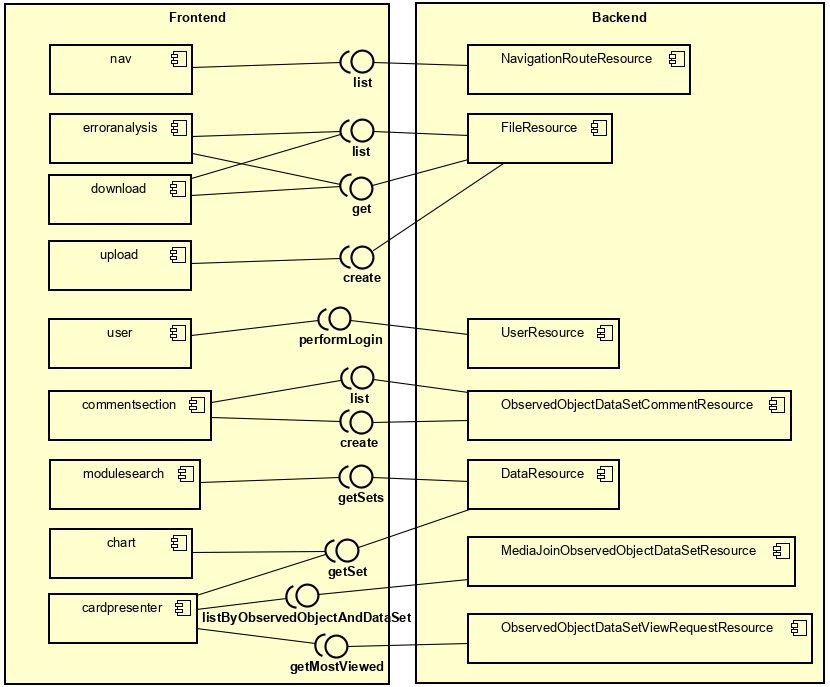 Frontend
Backend
nav
list
NavigationRouteResource
erroranalysis
list
FileResource
download
get
upload
create
user
performLogin
UserResource
commentsection
list
create
ObservedObjectDataSetCommentResource
modulesearch
getSets
DataResource
chart
getSet
MediaJoinObservedObjectDataSetResource
cardpresenter
listByObservedObjectAndDataSet
getMostViewed
ObservedObjectDataSetViewRequestResource